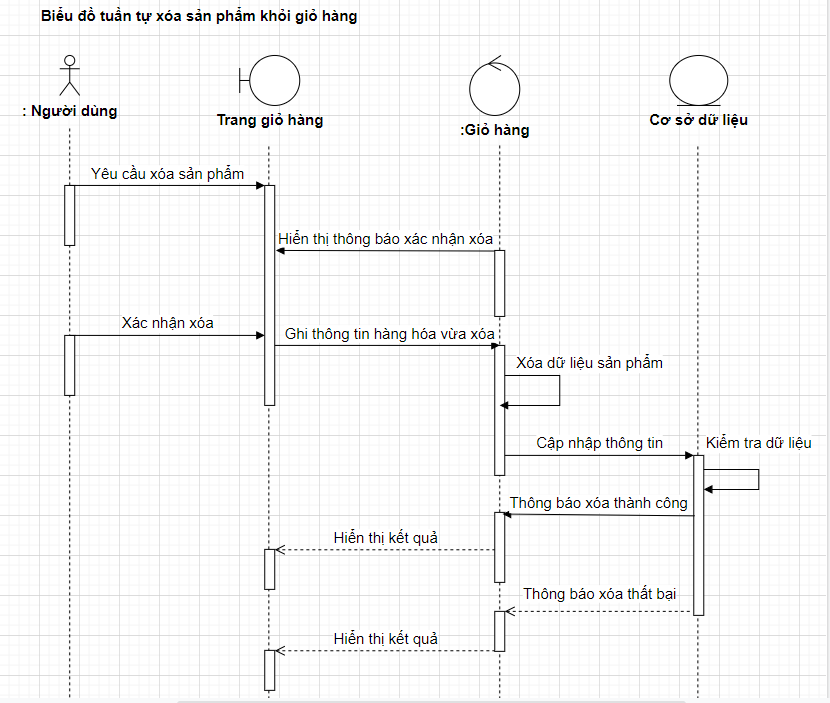 Biểu đồ tuần tự xóa sản phẩm khỏi giỏ hàng
: Người dùng
Trang giỏ hàng
:Giỏ hàng
Cơ sở dữ liệu
Yêu cầu xóa sản phẩm
Hiển thị thông báo xác nhận xóa
Xác nhận xóa
Ghi thông tin hàng hóa vừa xóa
Xóa dữ liệu sản phẩm
Cập nhập thông tin
Kiểm tra dữ liệu
Thông báo xóa thành công
Hiển thị kết quả
Thông báo xóa thất bại
Hiển thị kết quả